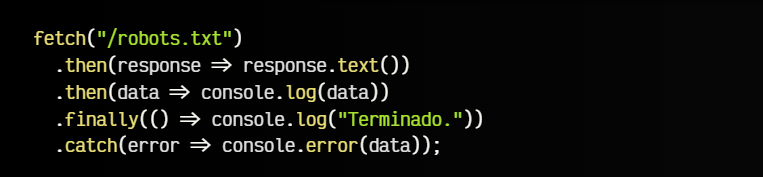 fetch("/robots.txt")
  .then(response => response.text())
  .then(data => console.log(data))
  .finally(() => console.log("Terminado."))
  .catch(error => console.error(data));